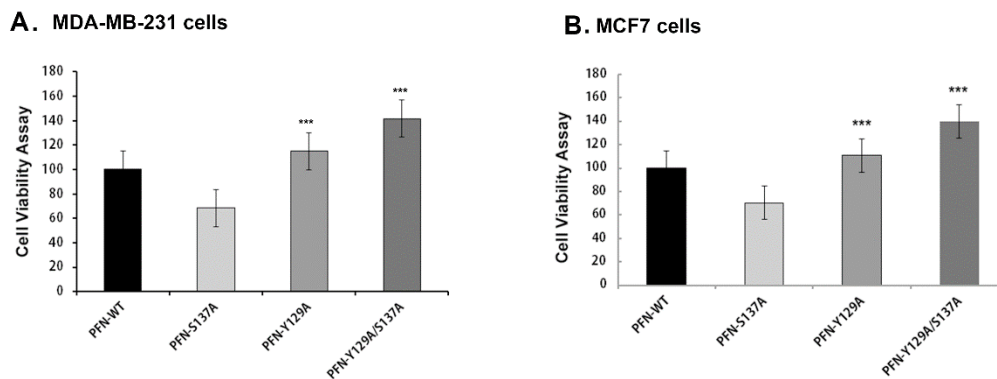 A. MDA-MB-231 cells
Cell Viability Assay
180
160
140
120
100
80
60
40
20
0
***
***
PFN-WT
PFN-S137A
PFN-Y129A
PFN-Y129A/S137A
B. MCF7 cells
Cell Viability Assay
180
160
140
120
100
80
60
40
20
0
***
***
PFN-WT
PFN-S137A
PFN-Y129A
PFN-Y129A/S137A